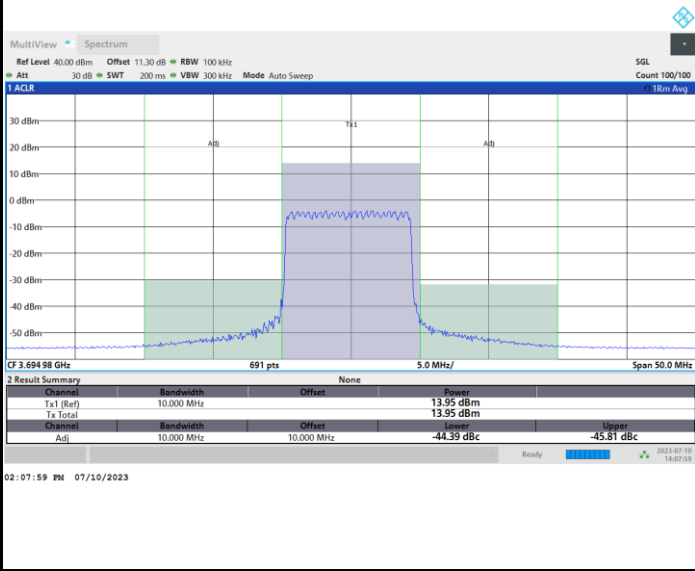 MultiView Spectrum
Ref Level 40.00 dBm Offset 11.30 dB RBW 100 kHz SGL
Att 30 dB SWT 200 ms VBW 300 kHz Mode Auto Sweep Count 100/100
1 ACLR 1Rm Avg
30 dBm
Tx1
20 dBm
Adj Adj
10 dBm
0 dBm
-10 dBm
-20 dBm
-30 dBm
-40 dBm
-50 dBm
CF 3.694 98 GHz 691 pts 5.0 MHz/ Span 50.0 MHz
2 Result Summary None
Channel Bandwidth Offset Power
Tx1 (Ref) 10.000 MHz 13.95 dBm
Tx Total 13.95 dBm
Channel Bandwidth Offset Lower Upper
Adj 10.000 MHz 10.000 MHz -44.39 dBc -45.81 dBc
Ready 2023-07-10
14:07:59
02:07:59 PM 07/10/2023